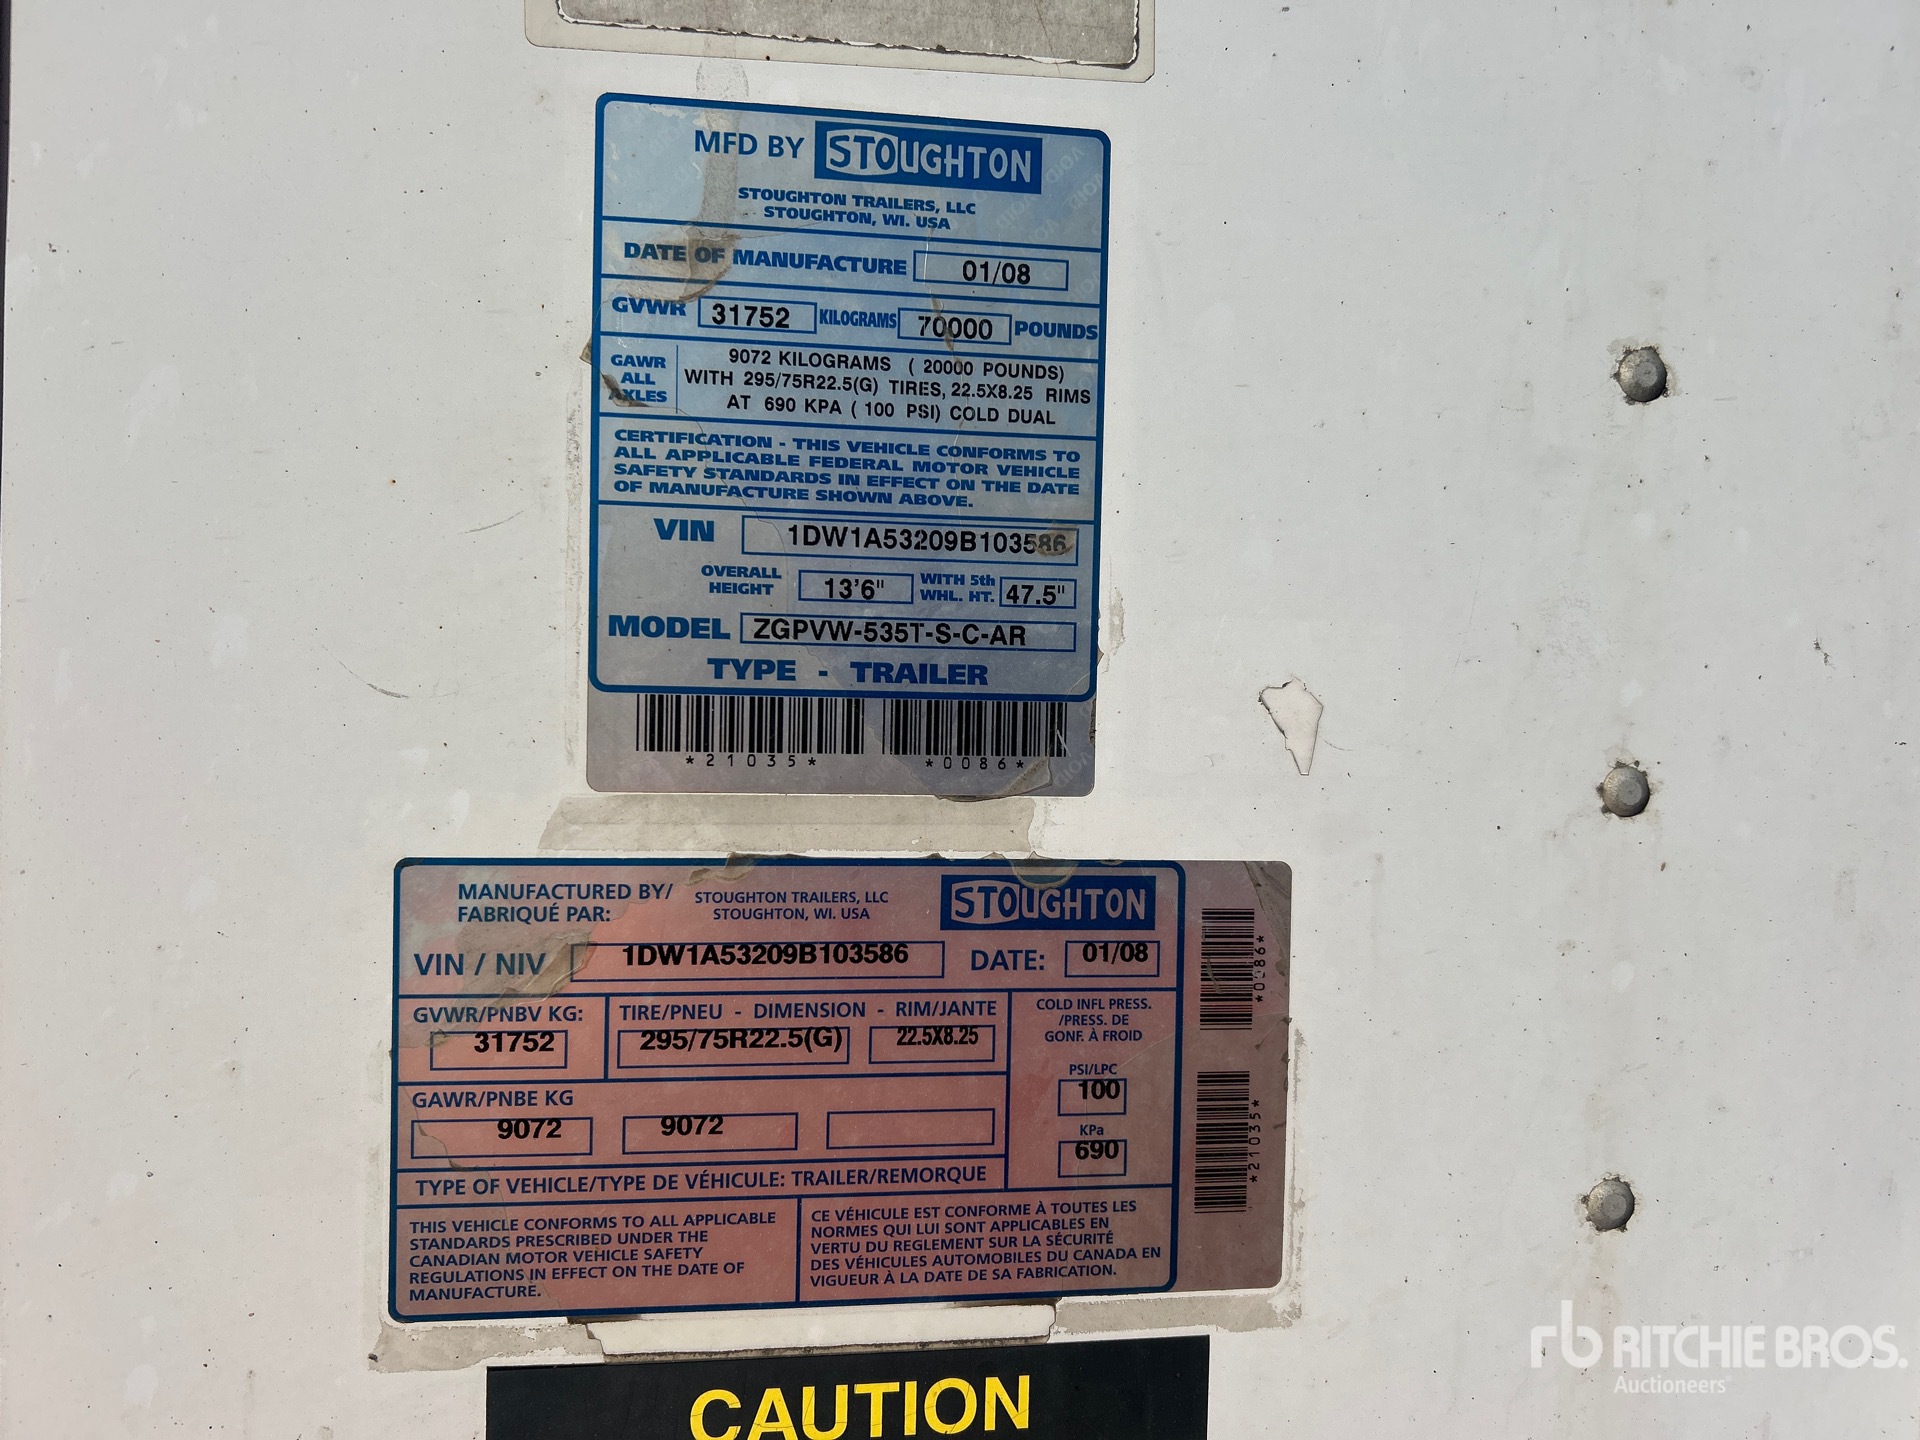 MFD BY STOUGHTON
STOUGHTON TRAILERS, LLC
STOUGHTON, WI. USA
DATE OF MANUFACTURE 01/08
GVWR 31752 KILOGRAMS 70000 POUNDS
GAWR ALL AXLES
9072 KILOGRAMS ( 20000 POUNDS)
WITH 295/75R22.5(G) TIRES, 22.5X8.25 RIMS
AT 690 KPA ( 100 PSI) COLD DUAL
CERTIFICATION - THIS VEHICLE CONFORMS TO
ALL APPLICABLE FEDERAL MOTOR VEHICLE
SAFETY STANDARDS IN EFFECT ON THE DATE
OF MANUFACTURE SHOWN ABOVE.
VIN 1DW1A53209B103586
OVERALL HEIGHT 13'6" WITH 5th WHL. HT. 47.5"
MODEL ZGPVW-535T-S-C-AR
TYPE - TRAILER
*21035* *0086*
MANUFACTURED BY/
FABRIQUÉ PAR:
STOUGHTON TRAILERS, LLC
STOUGHTON, WI. USA
STOUGHTON
VIN / NIV 1DW1A53209B103586 DATE: 01/08
GVWR/PNBV KG:
31752
TIRE/PNEU - DIMENSION - RIM/JANTE
295/75R22.5(G) 22.5X8.25
COLD INFL PRESS.
/PRESS. DE
GONF. À FROID
PSI/LPC
100
KPa
690
GAWR/PNBE KG
9072 9072
TYPE OF VEHICLE/TYPE DE VÉHICULE: TRAILER/REMORQUE
THIS VEHICLE CONFORMS TO ALL APPLICABLE
STANDARDS PRESCRIBED UNDER THE
CANADIAN MOTOR VEHICLE SAFETY
REGULATIONS IN EFFECT ON THE DATE OF
MANUFACTURE.
CE VÉHICULE EST CONFORME À TOUTES LES
NORMES QUI LUI SONT APPLICABLES EN
VERTU DU REGLEMENT SUR LA SÉCURITÉ
DES VÉHICULES AUTOMOBILES DU CANADA EN
VIGUEUR À LA DATE DE SA FABRICATION.
*0086*
*21035*
CAUTION
rb RITCHIE BROS.
Auctioneers